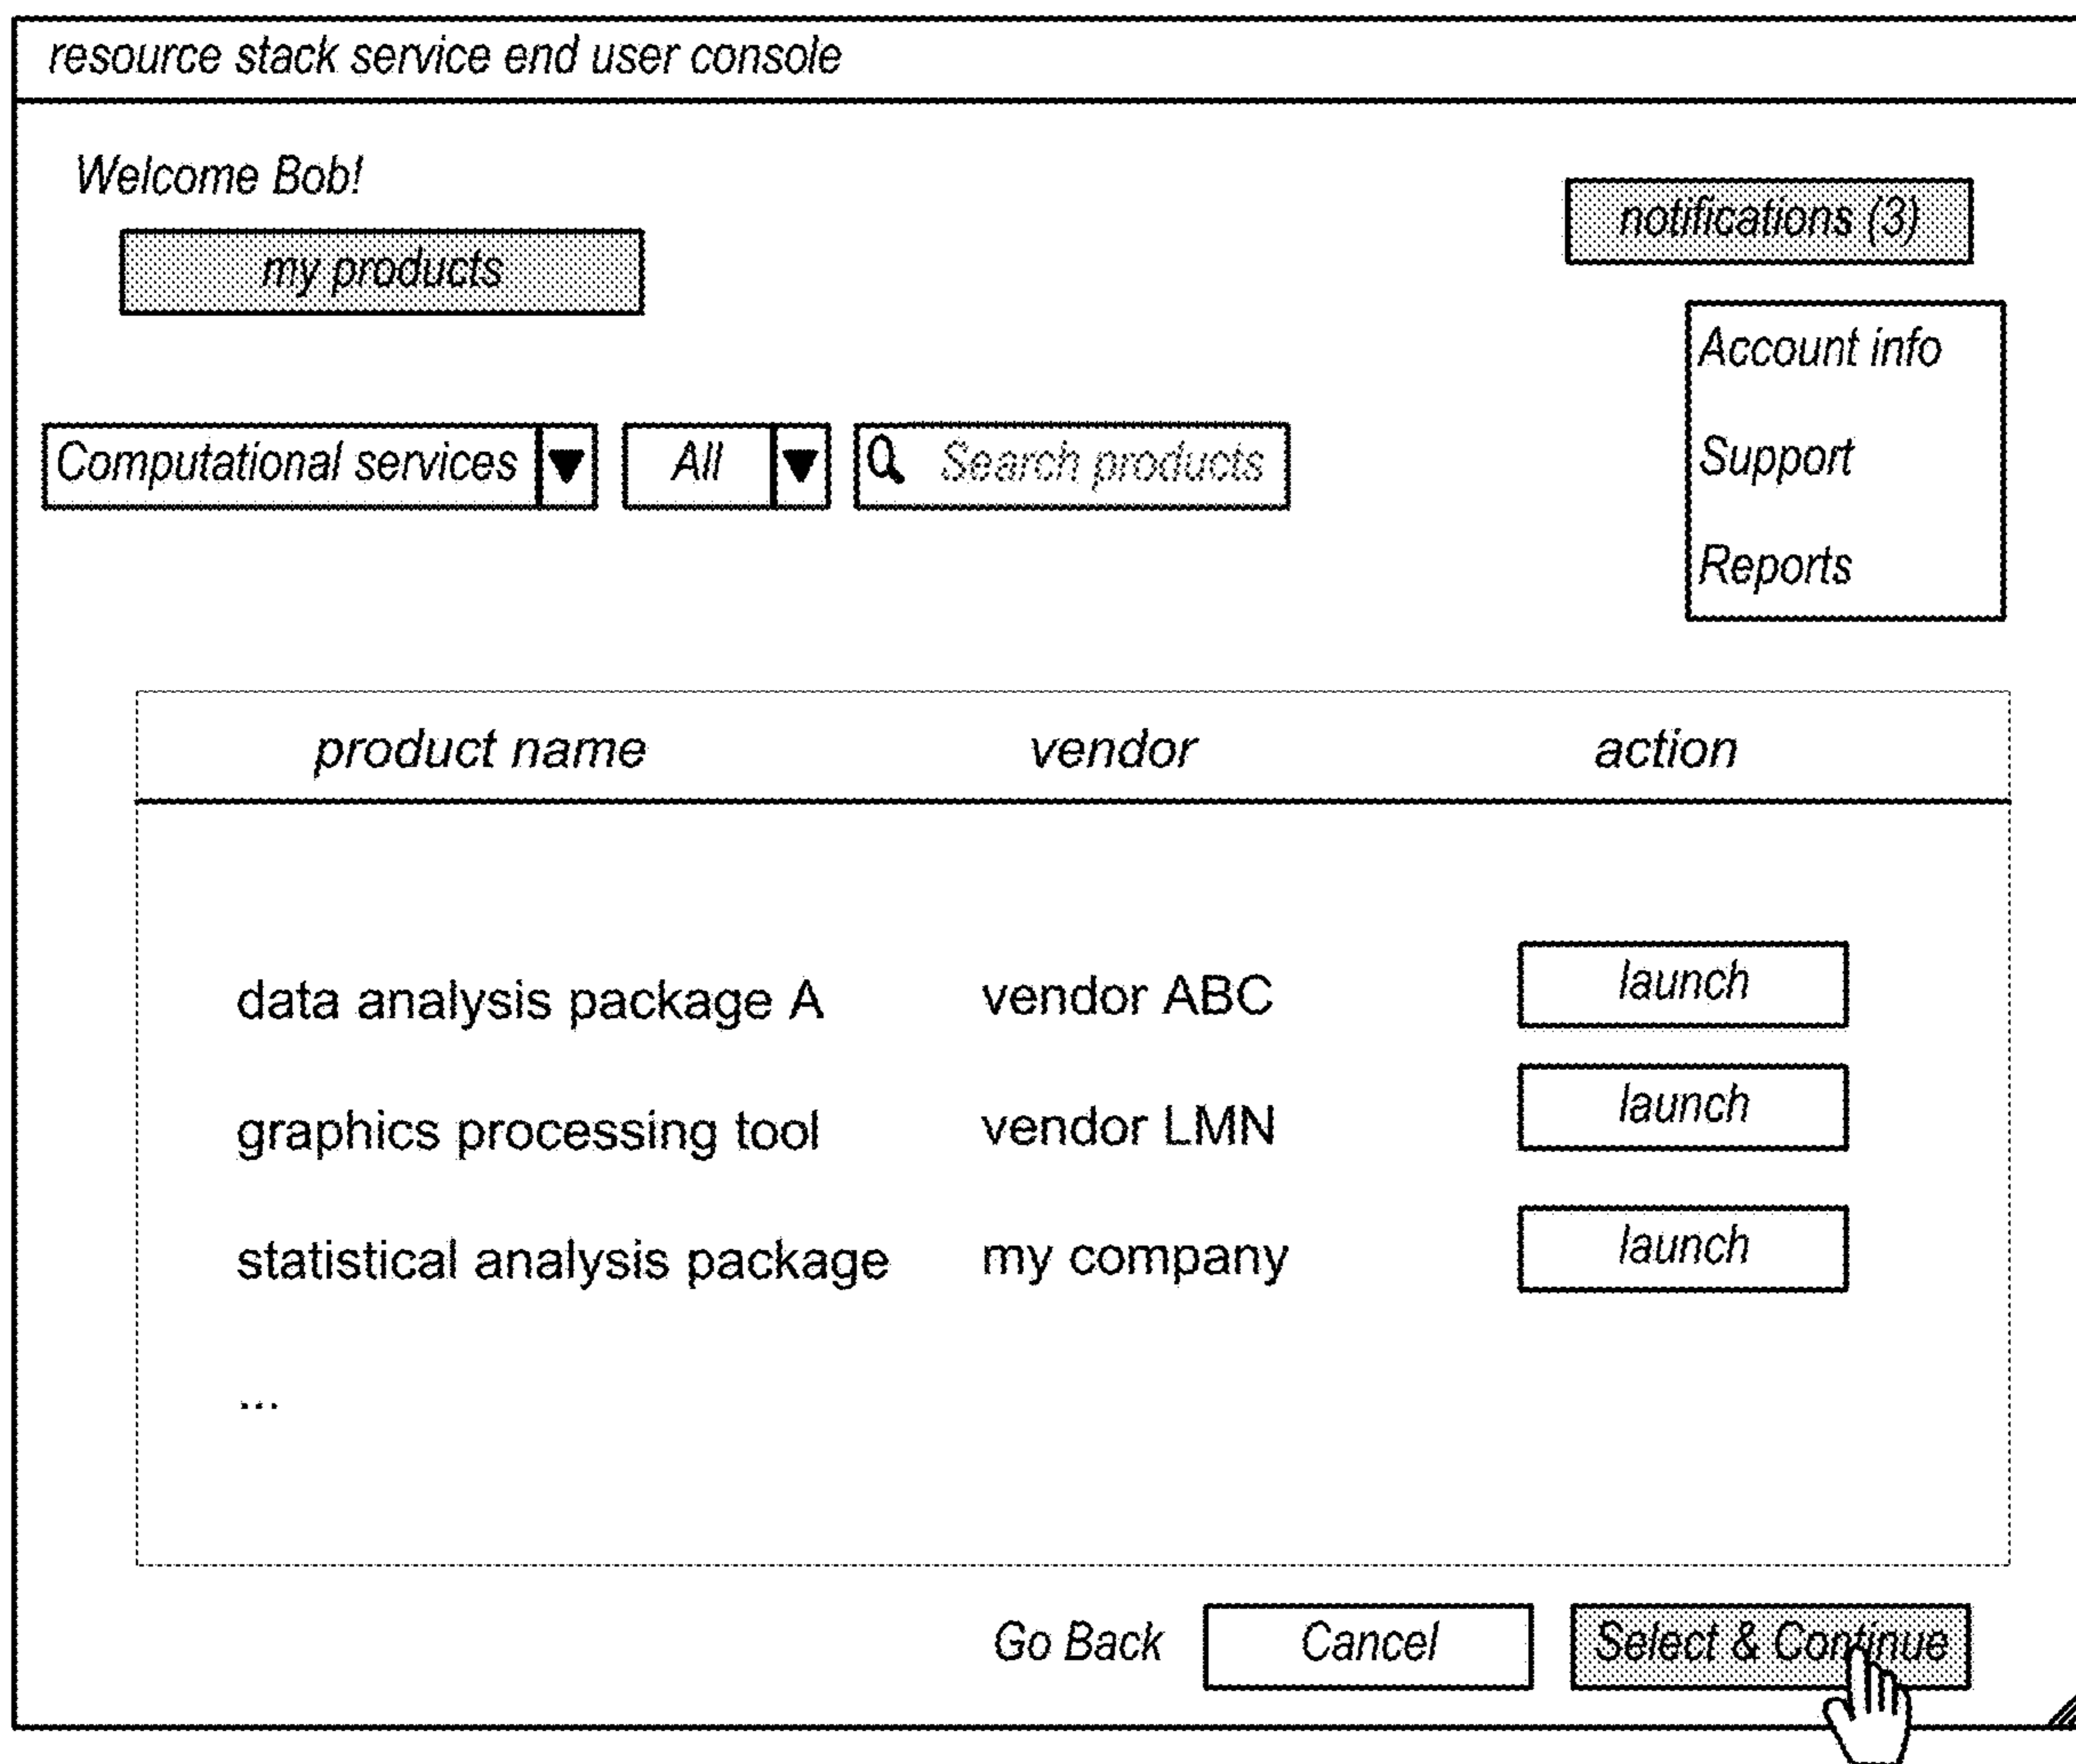 resource stack service end user console
Welcome Bob!
notifications (3)
my products
Account info
Support
Reports
Computational services
All
Search products
product name vendor action
data analysis package A vendor ABC launch
graphics processing tool vendor LMN launch
statistical analysis package my company launch
...
Go Back Cancel Select & Continue